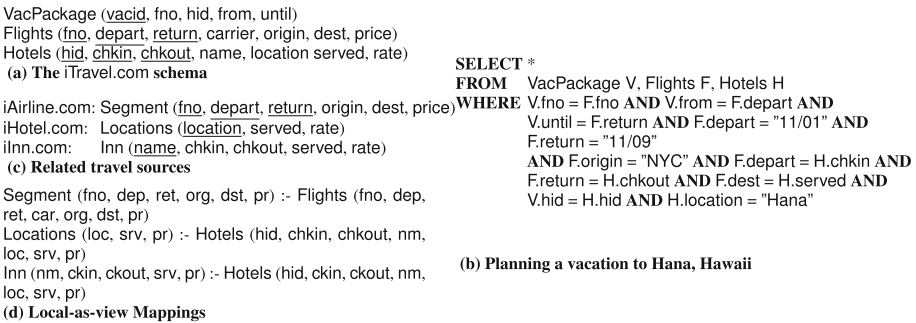 VacPackage (vacid, fno, hid, from, until)
Flights (fno, depart, return, carrier, origin, dest, price)
Hotels (hid, chkin, chkout, name, location served, rate)
(a) The iTravel.com schema
iAirline.com: Segment (fno, depart, return, origin, dest, price)
iHotel.com: Locations (location, served, rate)
iInn.com: Inn (name, chkin, chkout, served, rate)
(c) Related travel sources
Segment (fno, dep, ret, org, dst, pr) :- Flights (fno, dep,
ret, car, org, dst, pr)
Locations (loc, srv, pr) :- Hotels (hid, chkin, chkout, nm,
loc, srv, pr)
Inn (nm, ckin, ckout, srv, pr) :- Hotels (hid, ckin, ckout, nm,
loc, srv, pr)
(d) Local-as-view Mappings
SELECT *
FROM VacPackage V, Flights F, Hotels H
WHERE V.fno = F.fno AND V.from = F.depart AND
V.until = F.return AND F.depart = "11/01" AND
F.return = "11/09"
AND F.origin = "NYC" AND F.depart = H.chkin AND
F.return = H.chkout AND F.dest = H.served AND
V.hid = H.hid AND H.location = "Hana"
(b) Planning a vacation to Hana, Hawaii